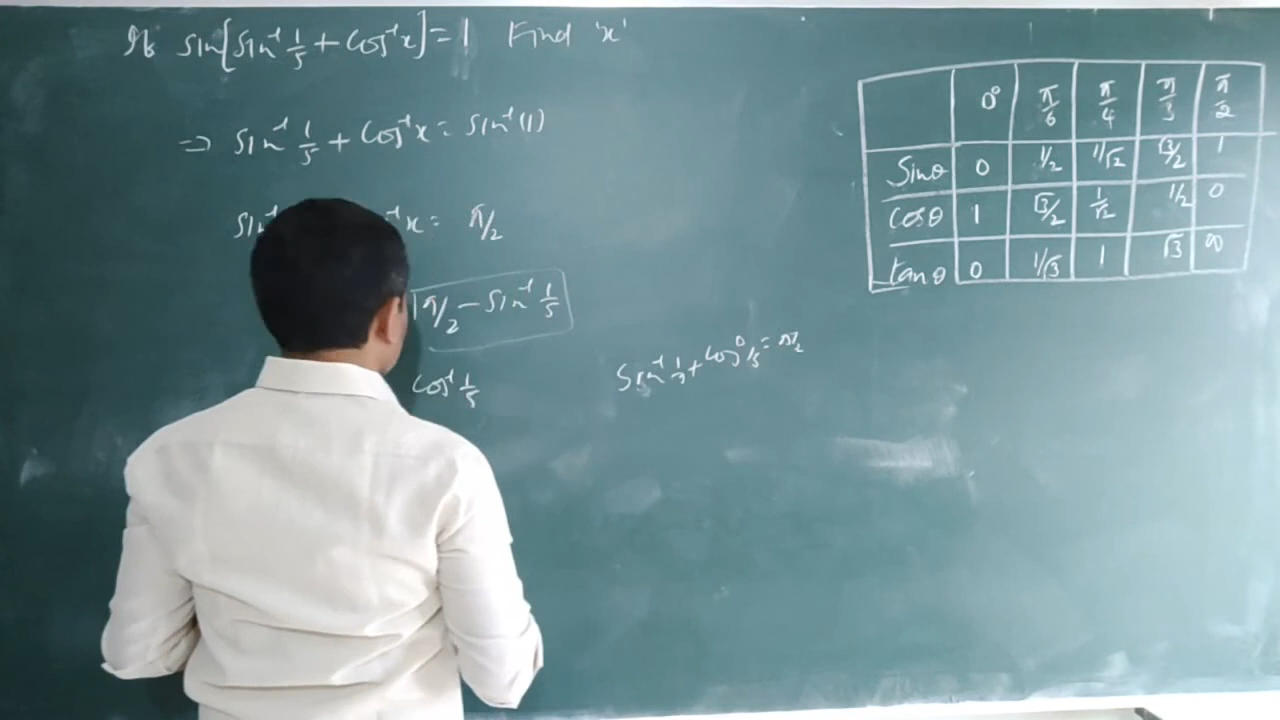 If sin[sin⁻¹ 1/5 + cos⁻¹ x] = 1 Find 'x'
⇒ sin⁻¹ 1/5 + cos⁻¹ x = sin⁻¹(1)
sin⁻¹ ⁻¹x = π/2
π/2 − sin⁻¹ 1/5
cos⁻¹ 1/5
sin⁻¹ 1/5 + cos⁻¹ 1/5 = π/2
0° π/6 π/4 π/3 π/2
sinθ 0 1/2 1/√2 √3/2 1
cosθ 1 √3/2 1/√2 1/2 0
tanθ 0 1/√3 1 √3 ∞